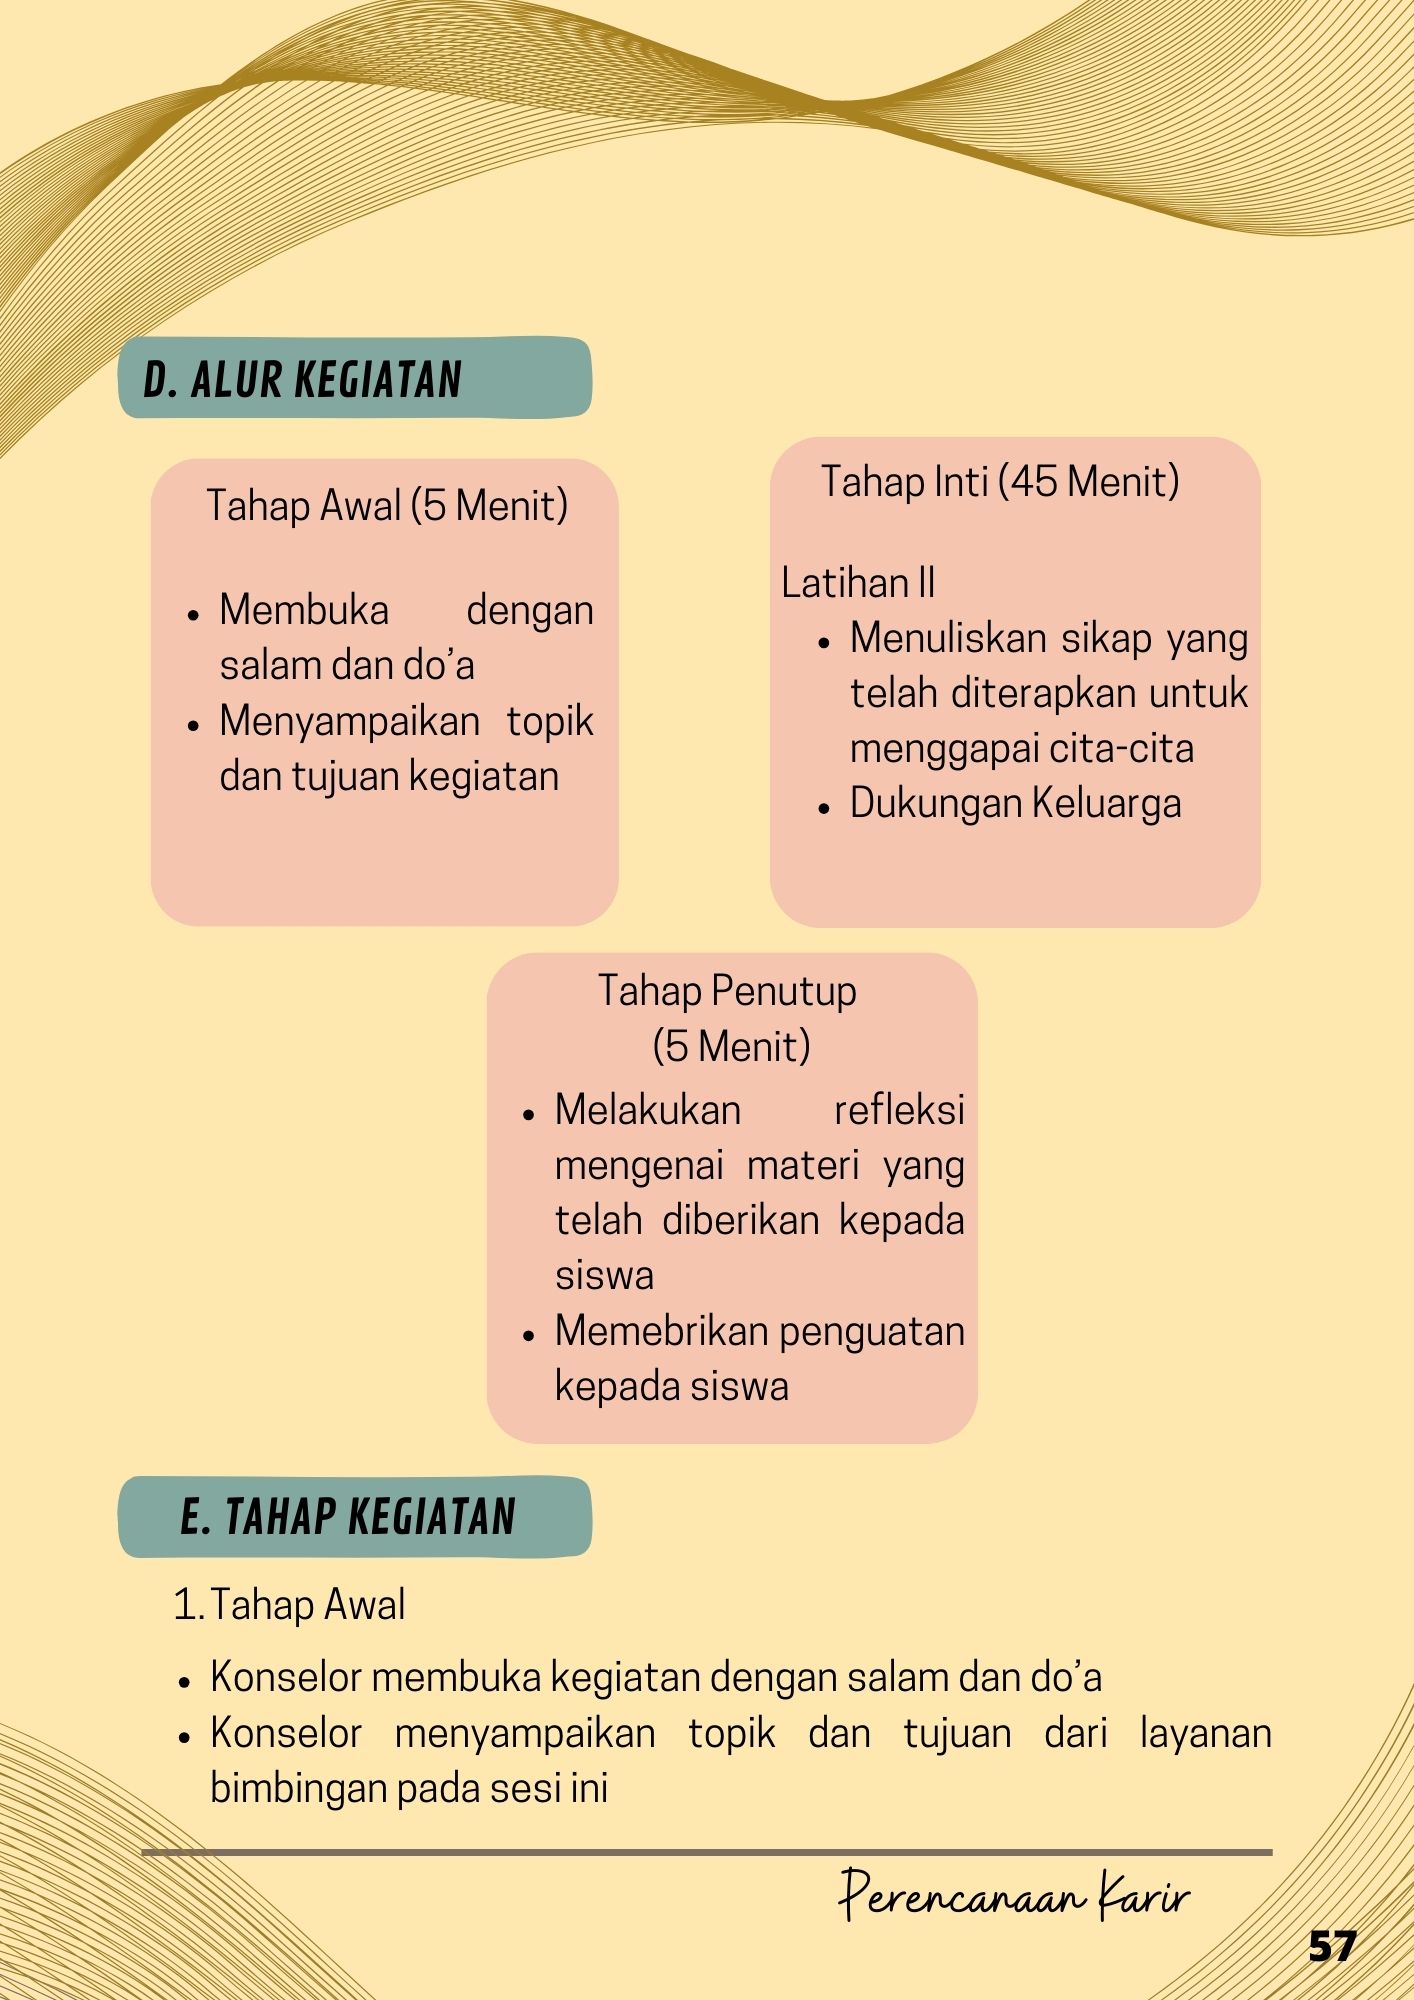 D. ALUR KEGIATAN
Tahap Awal (5 Menit)
• Membuka dengan
salam dan do’a
• Menyampaikan topik
dan tujuan kegiatan
Tahap Inti (45 Menit)
Latihan II
• Menuliskan sikap yang
telah diterapkan untuk
menggapai cita-cita
• Dukungan Keluarga
Tahap Penutup
(5 Menit)
• Melakukan refleksi
mengenai materi yang
telah diberikan kepada
siswa
• Memebrikan penguatan
kepada siswa
E. TAHAP KEGIATAN
1. Tahap Awal
• Konselor membuka kegiatan dengan salam dan do’a
• Konselor menyampaikan topik dan tujuan dari layanan
bimbingan pada sesi ini
Perencanaan Karir
57